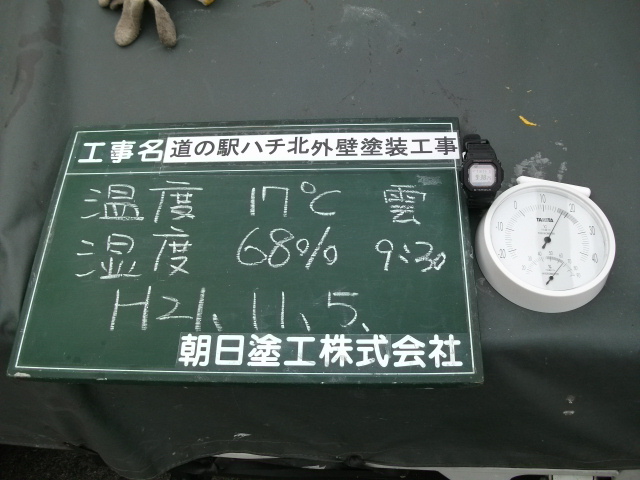 工事名 道の駅ハチ北外壁塗装工事
温度 17℃ 雲
湿度 68% 9:30
H21、11、5、
朝日塗工株式会社
TANITA